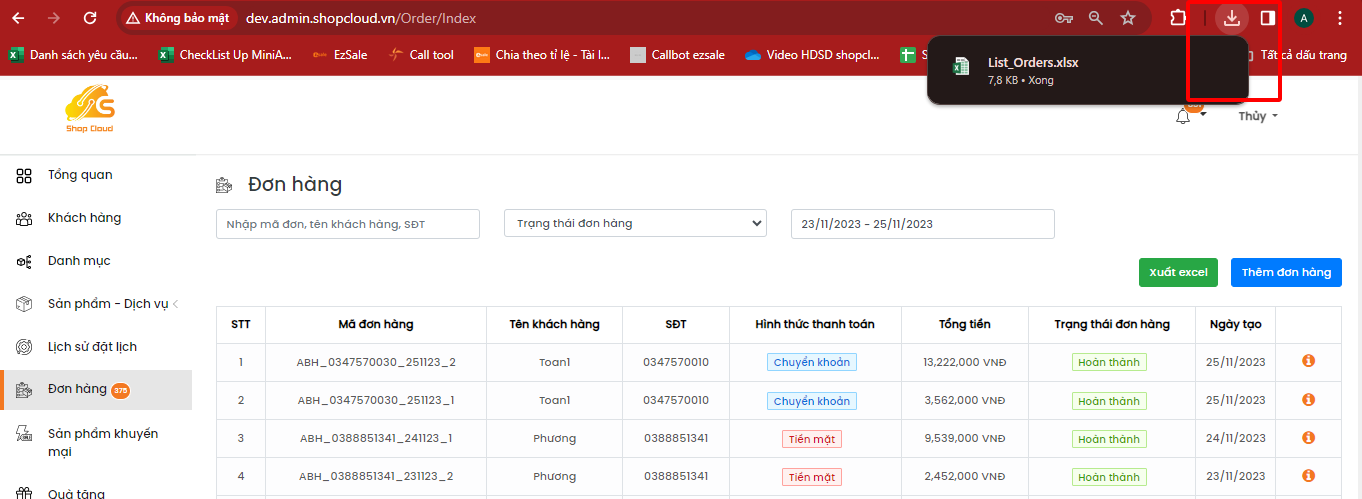 Không bảo mật dev.admin.shopcloud.vn/Order/Index A
Danh sách yêu cầu... CheckList Up MiniA... EzSale Call tool Chia theo tỉ lệ - Tài l... Callbot ezsale Video HDSD shopcl... S Tất cả dấu trang
List_Orders.xlsx
7,8 KB • Xong
Shop Cloud
Thủy
Tổng quan
Khách hàng
Danh mục
Sản phẩm - Dịch vụ
Lịch sử đặt lịch
Đơn hàng 375
Sản phẩm khuyến
mại
Quà tặng
Đơn hàng
Nhập mã đơn, tên khách hàng, SĐT Trạng thái đơn hàng 23/11/2023 - 25/11/2023
Xuất excel Thêm đơn hàng
STT Mã đơn hàng Tên khách hàng SĐT Hình thức thanh toán Tổng tiền Trạng thái đơn hàng Ngày tạo
1 ABH_0347570030_251123_2 Toan1 0347570010 Chuyển khoản 13,222,000 VNĐ Hoàn thành 25/11/2023
2 ABH_0347570030_251123_1 Toan1 0347570010 Chuyển khoản 3,562,000 VNĐ Hoàn thành 25/11/2023
3 ABH_0388851341_241123_1 Phương 0388851341 Tiền mặt 9,539,000 VNĐ Hoàn thành 24/11/2023
4 ABH_0388851341_231123_2 Phương 0388851341 Tiền mặt 2,452,000 VNĐ Hoàn thành 23/11/2023